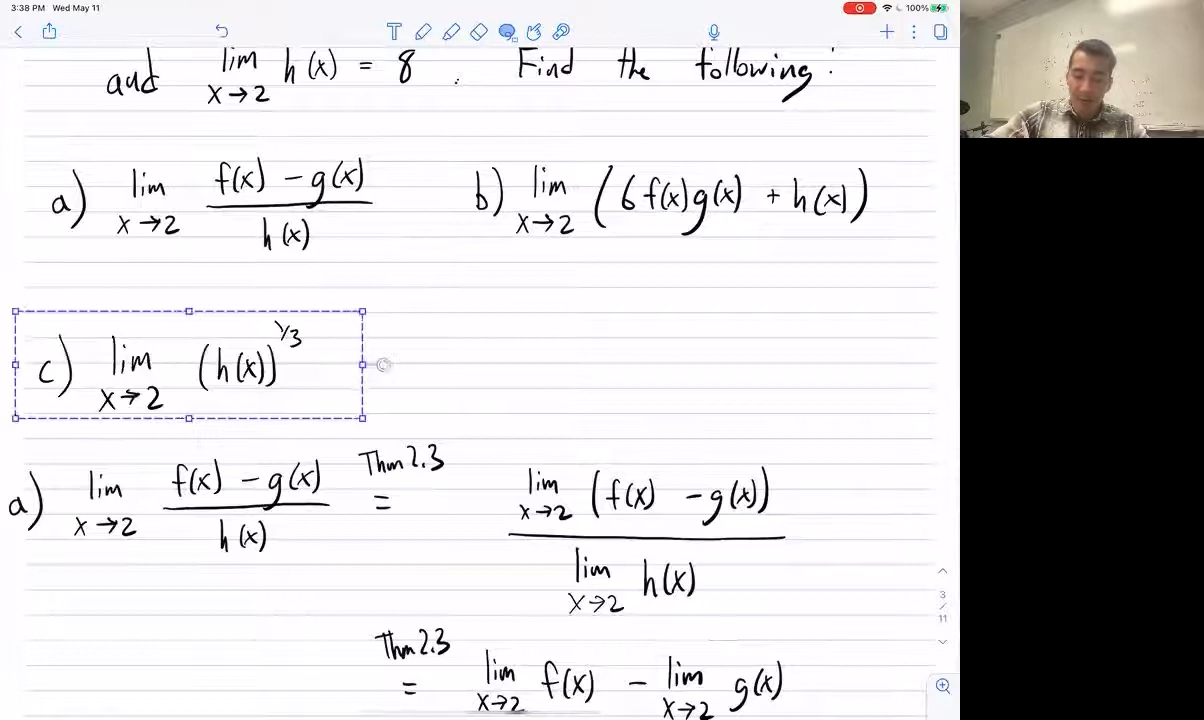 3:38 PM Wed May 11
100%
and lim x→2 h(x) = 8 . Find the following:
a) lim x→2 (f(x) - g(x)) / h(x)
b) lim x→2 (6 f(x)g(x) + h(x))
c) lim x→2 (h(x))^1/3
a) lim x→2 (f(x) - g(x)) / h(x) Thm 2.3 = lim x→2 (f(x) - g(x)) / lim x→2 h(x)
Thm 2.3 = lim x→2 f(x) - lim x→2 g(x)
3 / 11